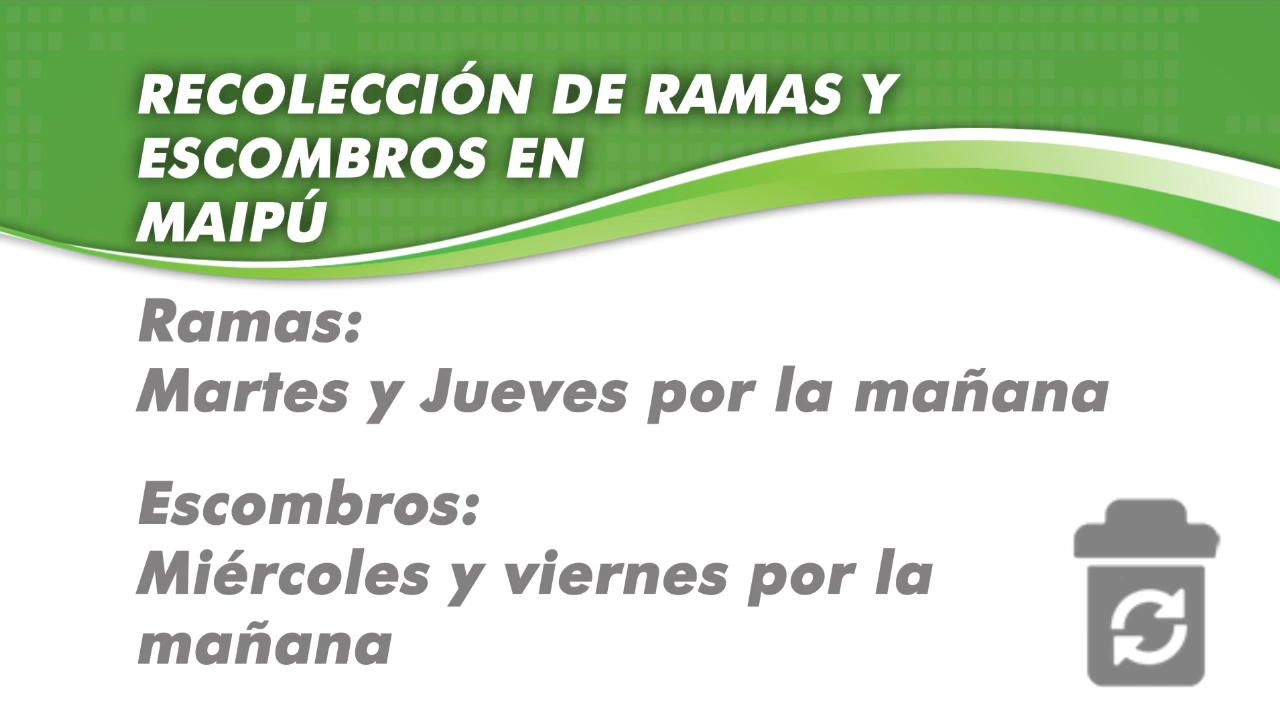 RECOLECCIÓN DE RAMAS Y
ESCOMBROS EN
MAIPÚ
Ramas:
Martes y Jueves por la mañana
Escombros:
Miércoles y viernes por la
mañana